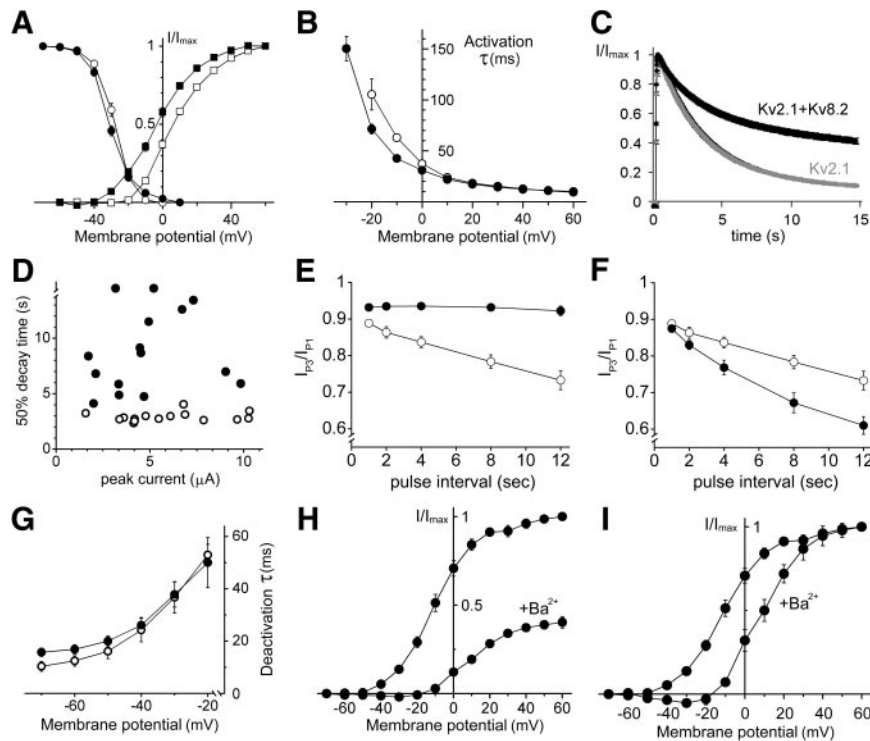 A
I/Imax
1
0.5
-40 0 40
Membrane potential (mV)
B
Activation
τ(ms)
150
100
50
-20 0 20 40 60
Membrane potential (mV)
C
I/Imax
1
0.8
0.6
0.4
0.2
0
Kv2.1+Kv8.2
Kv2.1
0 5 10 15
time (s)
D
50% decay time (s)
10
5
0
0 5 10
peak current (μA)
E
IP3/IP1
1
0.9
0.8
0.7
0.6
0 2 4 6 8 10 12
pulse interval (sec)
F
IP3/IP1
1
0.9
0.8
0.7
0.6
0 2 4 6 8 10 12
pulse interval (sec)
G
60
40
20
0
Deactivation τ(ms)
-60 -40 -20
Membrane potential (mV)
H
I/Imax
1
0.5
+Ba²⁺
-60 -40 -20 0 20 40 60
Membrane potential (mV)
I
I/Imax
1
+Ba²⁺
-60 -40 -20 0 20 40 60
Membrane potential (mV)